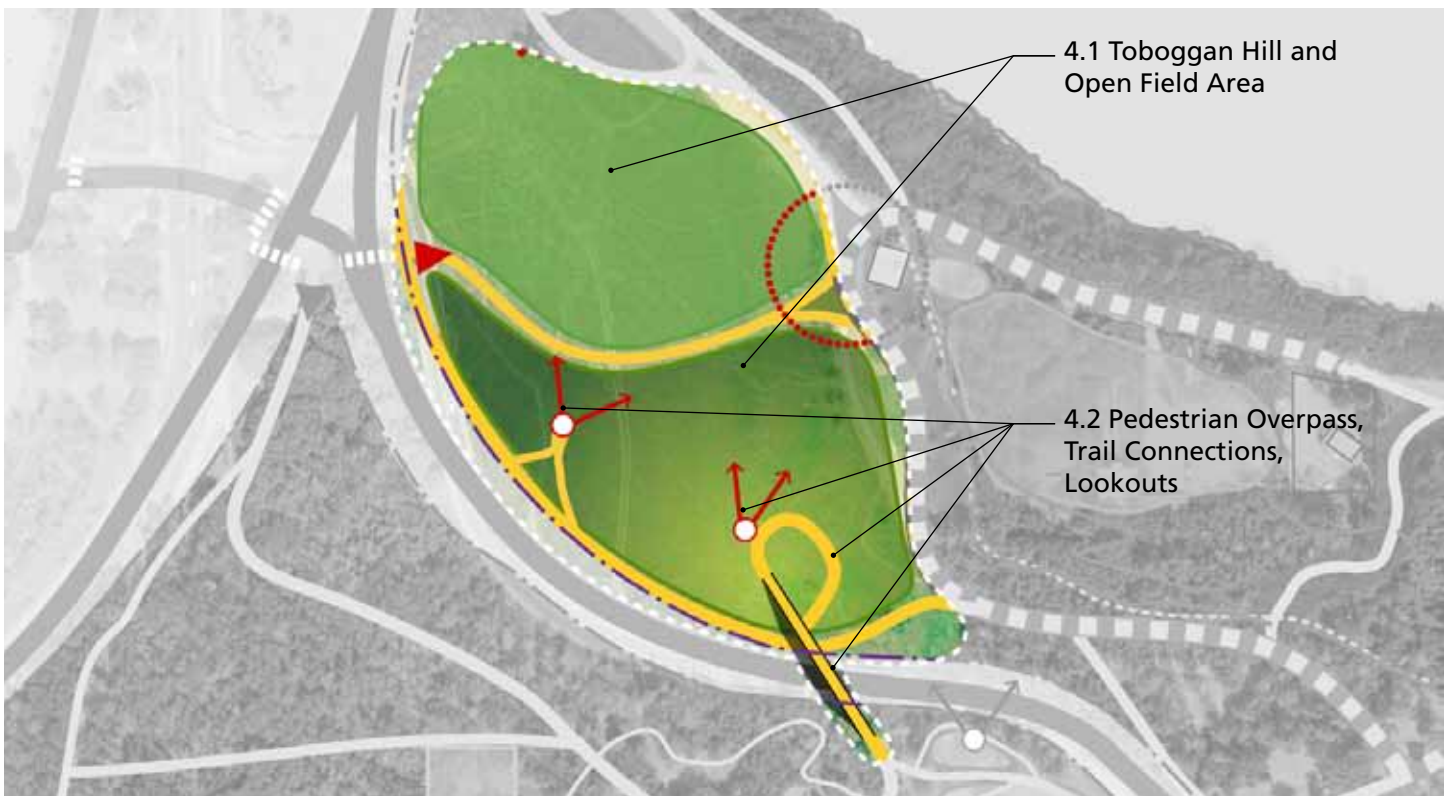 4.1 Toboggan Hill and
Open Field Area
4.2 Pedestrian Overpass,
Trail Connections,
Lookouts